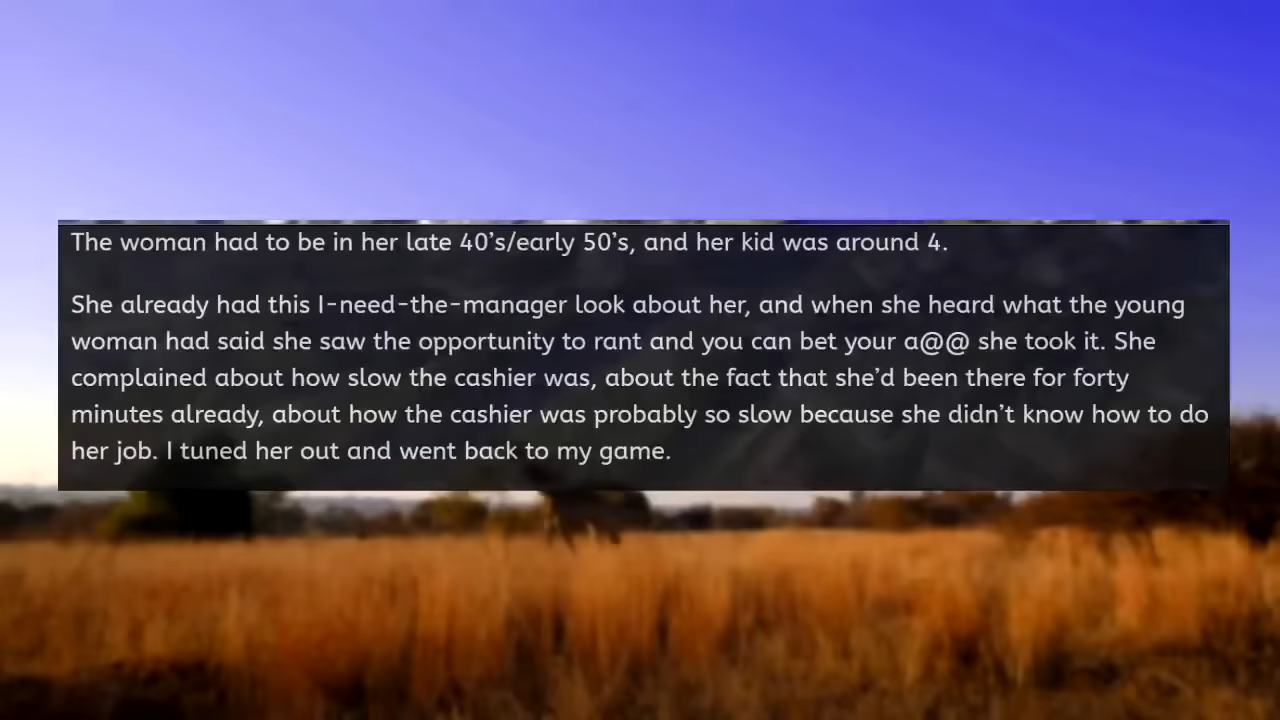 The woman had to be in her late 40’s/early 50’s, and her kid was around 4.
She already had this I-need-the-manager look about her, and when she heard what the young
woman had said she saw the opportunity to rant and you can bet your a@@ she took it. She
complained about how slow the cashier was, about the fact that she’d been there for forty
minutes already, about how the cashier was probably so slow because she didn’t know how to do
her job. I tuned her out and went back to my game.